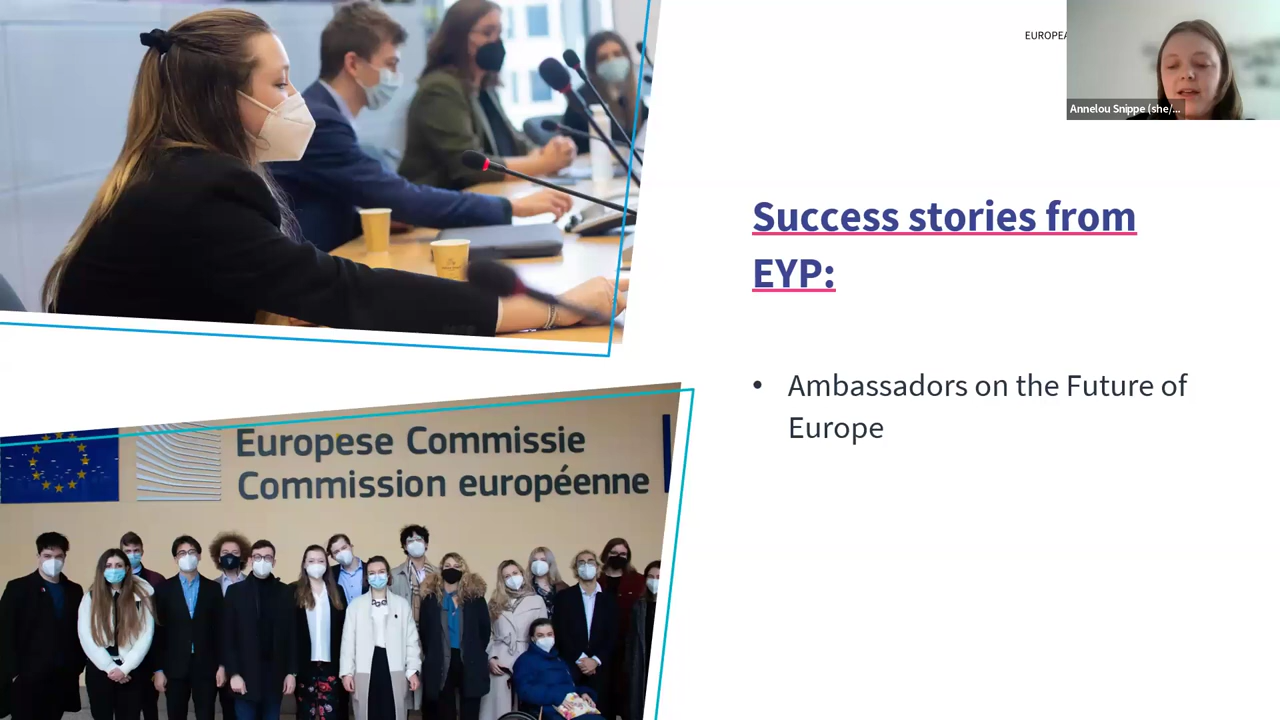 EUROPEA
Annelou Snippe (she/...
Success stories from
EYP:
• Ambassadors on the Future of
Europe
Europese Commissie
Commission européenne